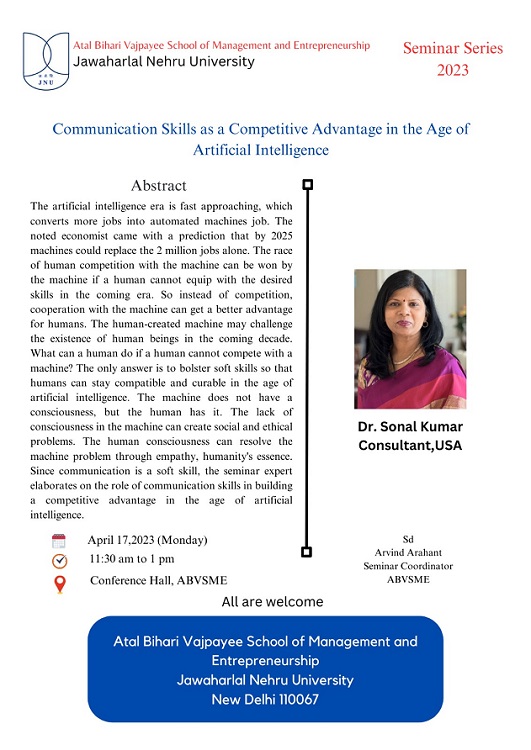 Atal Bihari Vajpayee School of Management and Entrepreneurship
Jawaharlal Nehru University
JNU
Seminar Series
2023
Communication Skills as a Competitive Advantage in the Age of
Artificial Intelligence
Abstract
The artificial intelligence era is fast approaching, which
converts more jobs into automated machines job. The
noted economist came with a prediction that by 2025
machines could replace the 2 million jobs alone. The race
of human competition with the machine can be won by
the machine if a human cannot equip with the desired
skills in the coming era. So instead of competition,
cooperation with the machine can get a better advantage
for humans. The human-created machine may challenge
the existence of human beings in the coming decade.
What can a human do if a human cannot compete with a
machine? The only answer is to bolster soft skills so that
humans can stay compatible and curable in the age of
artificial intelligence. The machine does not have a
consciousness, but the human has it. The lack of
consciousness in the machine can create social and ethical
problems. The human consciousness can resolve the
machine problem through empathy, humanity's essence.
Since communication is a soft skill, the seminar expert
elaborates on the role of communication skills in building
a competitive advantage in the age of artificial
intelligence.
Dr. Sonal Kumar
Consultant,USA
April 17,2023 (Monday)
11:30 am to 1 pm
Conference Hall, ABVSME
Sd
Arvind Arahant
Seminar Coordinator
ABVSME
All are welcome
Atal Bihari Vajpayee School of Management and
Entrepreneurship
Jawaharlal Nehru University
New Delhi 110067